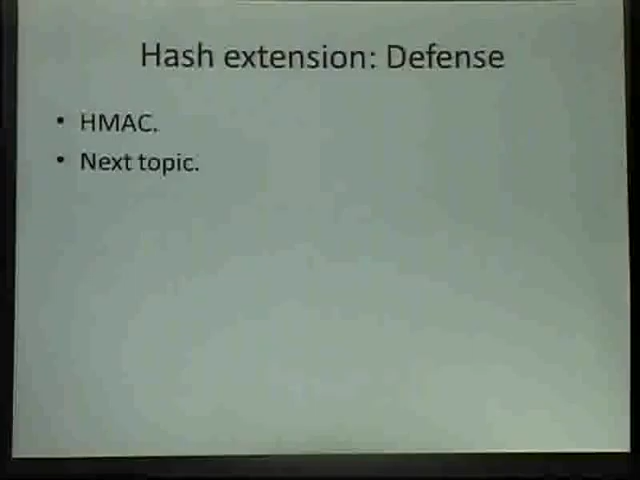 Hash extension: Defense
• HMAC.
• Next topic.